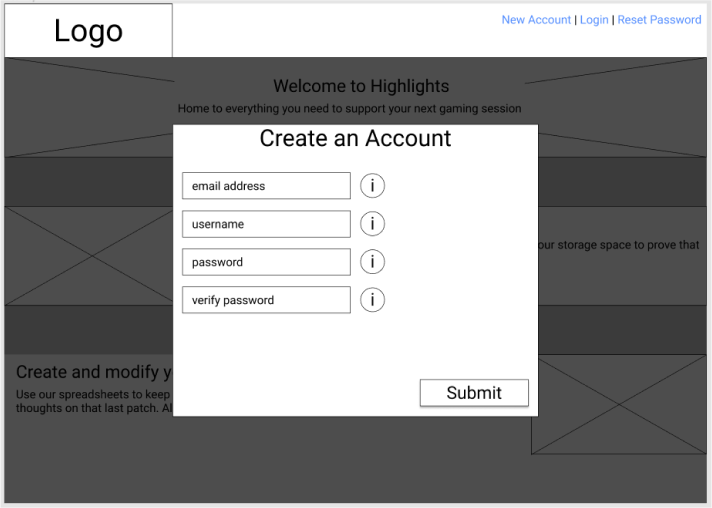 Logo
New Account | Login | Reset Password
Welcome to Highlights
Home to everything you need to support your next gaming session
Create an Account
email address
i
username
i
our storage space to prove that
password
i
verify password
i
Create and modify y
Use our spreadsheets to keep
thoughts on that last patch. Al
Submit